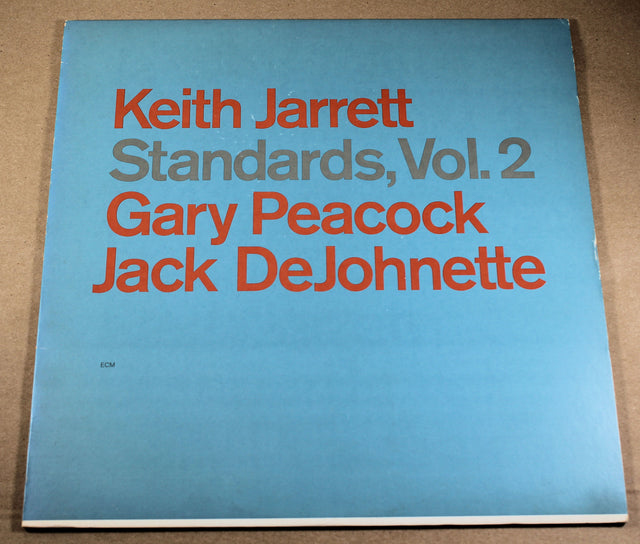 Keith Jarrett
Standards, Vol. 2
Gary Peacock
Jack DeJohnette
ECM